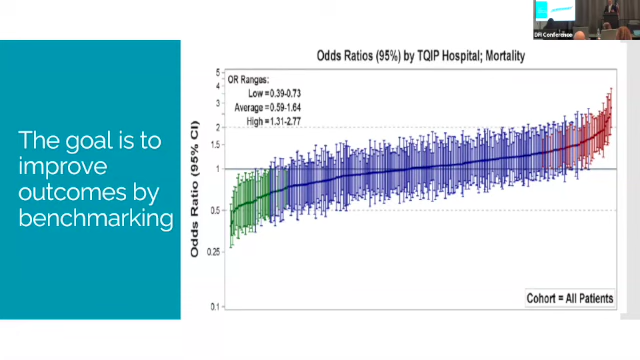 DFI Conference
The goal is to
improve
outcomes by
benchmarking
Odds Ratios (95%) by TQIP Hospital; Mortality
OR Ranges:
Low = 0.39-0.73
Average = 0.59-1.64
High = 1.31-2.77
Odds Ratio (95% CI)
5
4
3
2
1.5
1
0.5
0.25
0.1
Cohort = All Patients